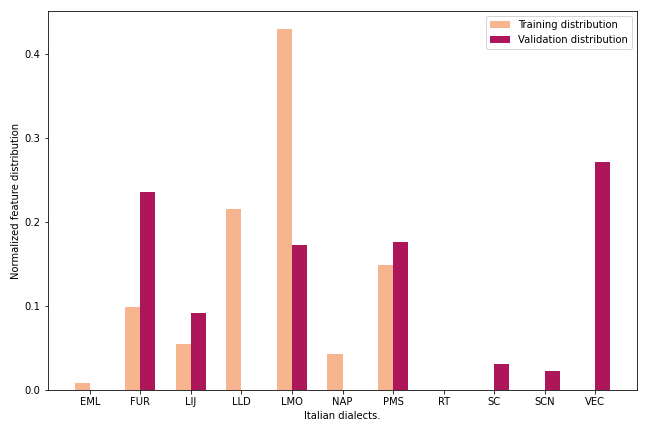 Training distribution
Validation distribution
Normalized feature distribution
0.4
0.3
0.2
0.1
0.0
EML FUR LIJ LLD LMO NAP PMS RT SC SCN VEC
Italian dialects.